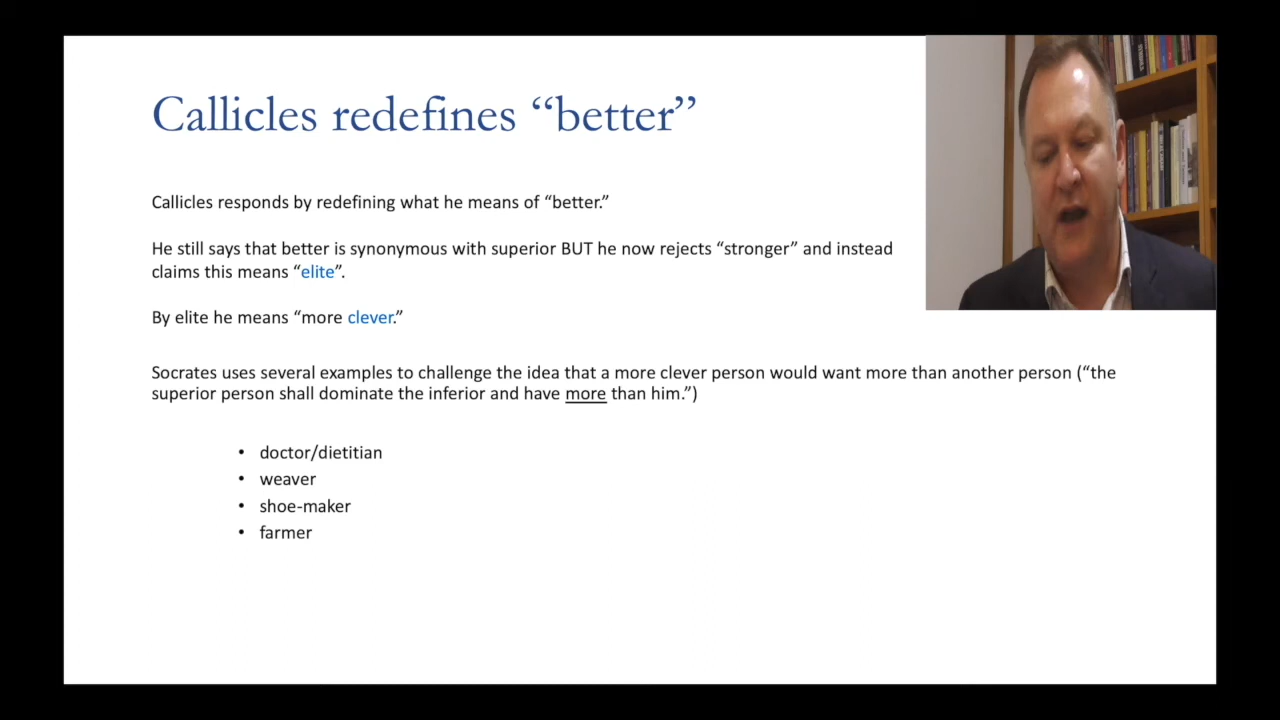 Callicles redefines “better”
Callicles responds by redefining what he means of “better.”
He still says that better is synonymous with superior BUT he now rejects “stronger” and instead
claims this means “elite”.
By elite he means “more clever.”
Socrates uses several examples to challenge the idea that a more clever person would want more than another person (“the
superior person shall dominate the inferior and have more than him.”)
• doctor/dietitian
• weaver
• shoe-maker
• farmer